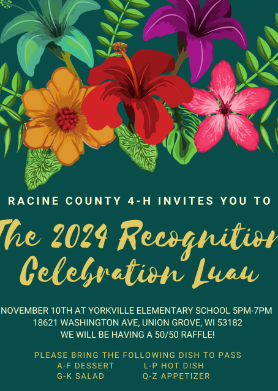 RACINE COUNTY 4-H INVITES YOU TO
The 2024 Recognition
Celebration Luau
NOVEMBER 10TH AT YORKVILLE ELEMENTARY SCHOOL 5PM-7PM
18621 WASHINGTON AVE, UNION GROVE, WI 53182
WE WILL BE HAVING A 50/50 RAFFLE!
PLEASE BRING THE FOLLOWING DISH TO PASS
A-F DESSERT L-P HOT DISH
G-K SALAD Q-Z APPETIZER